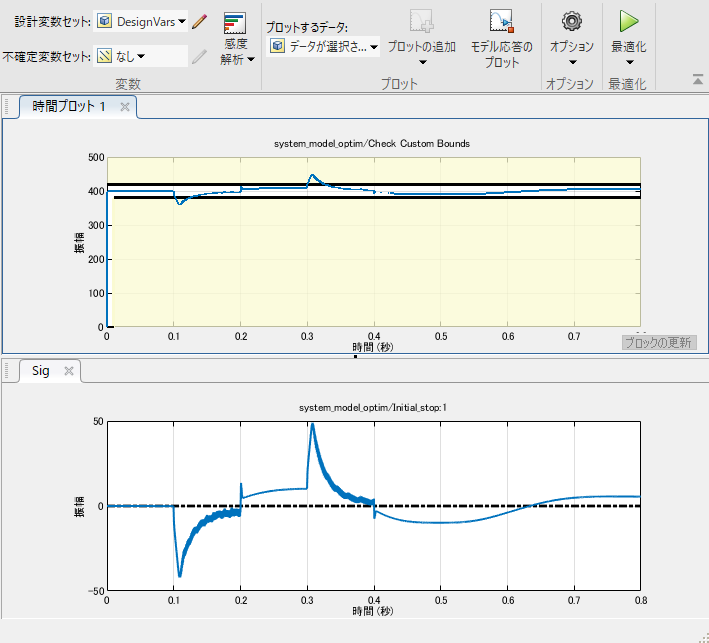 設計変数セット: DesignVars
不確定変数セット: なし
変数
感度
解析
プロットするデータ:
データが選択さ...
プロットの追加
モデル応答の
プロット
プロット
オプション
オプション
最適化
最適化
時間プロット 1
system_model_optim/Check Custom Bounds
振幅
500
400
300
200
100
0
0 0.1 0.2 0.3 0.4 0.5 0.6 0.7
時間 (秒)
ブロックの更新
Sig
system_model_optim/Initial_stop:1
振幅
50
0
-50
0 0.1 0.2 0.3 0.4 0.5 0.6 0.7 0.8
時間 (秒)